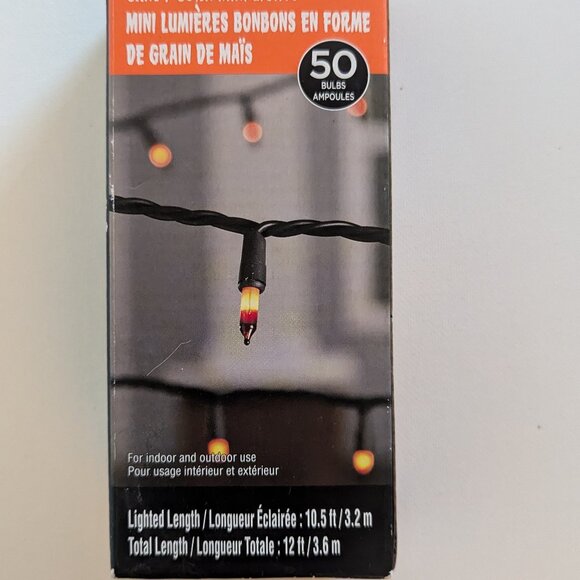 MINI LUMIÈRES BONBONS EN FORME
DE GRAIN DE MAÏS
50
BULBS
AMPOULES
For indoor and outdoor use
Pour usage intérieur et extérieur
Lighted Length / Longueur Éclairée : 10.5 ft / 3.2 m
Total Length / Longueur Totale : 12 ft / 3.6 m